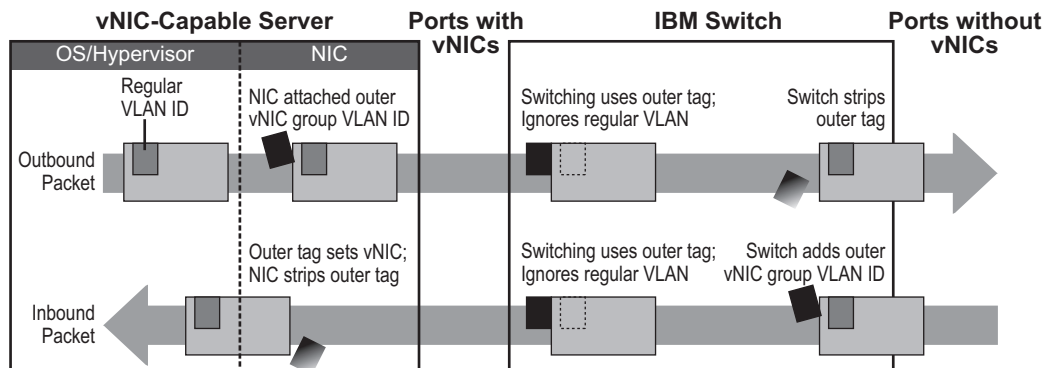 vNIC-Capable Server
Ports with
vNICs
IBM Switch
Ports without
vNICs
OS/Hypervisor
NIC
Regular
VLAN ID
NIC attached outer
vNIC group VLAN ID
Switching uses outer tag;
Ignores regular VLAN
Switch strips
outer tag
Outbound
Packet
Outer tag sets vNIC;
NIC strips outer tag
Switching uses outer tag;
Ignores regular VLAN
Switch adds outer
vNIC group VLAN ID
Inbound
Packet